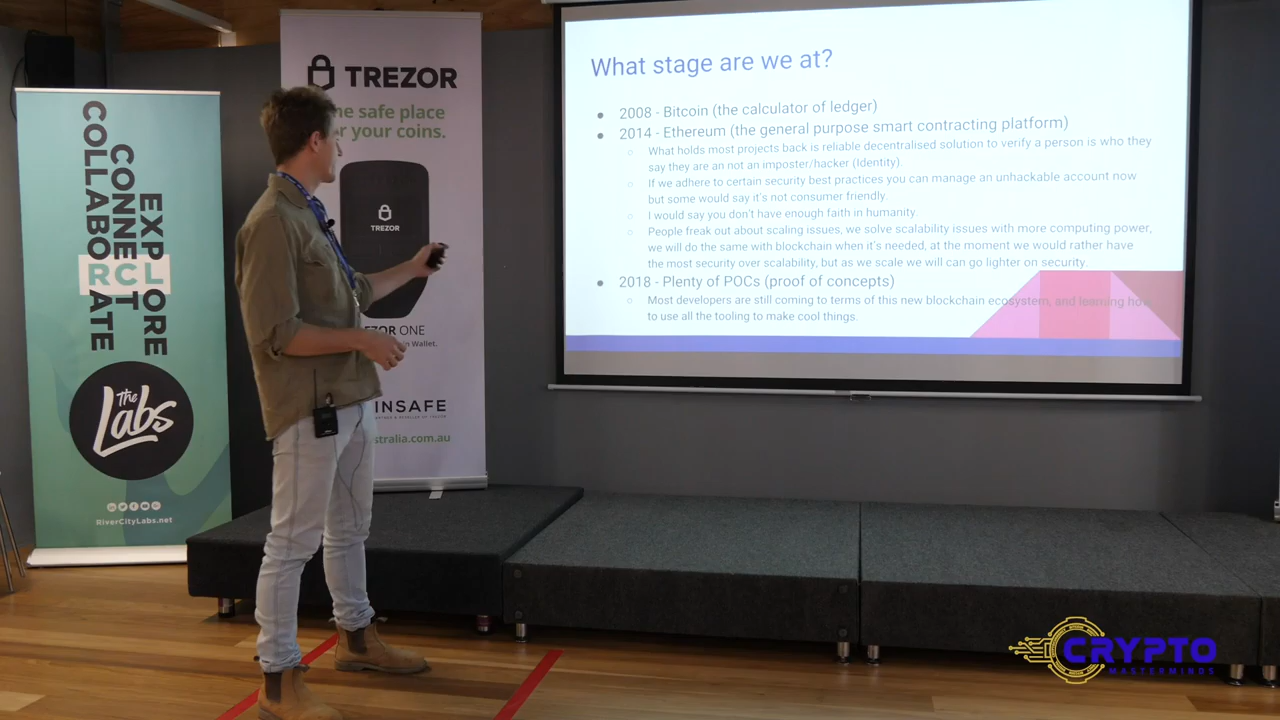 COLLABORATE
CONNECT
EXPLORE
RCL
the
Labs
RiverCityLabs.net
TREZOR
safe place
your coins.
TREZOR
ONE
Wallet.
INSAFE
stralia.com.au
What stage are we at?
● 2008 - Bitcoin (the calculator of ledger)
● 2014 - Ethereum (the general purpose smart contracting platform)
○ What holds most projects back is reliable decentralised solution to verify a person is who they
say they are an not an imposter/hacker (Identity).
○ If we adhere to certain security best practices you can manage an unhackable account now
but some would say it's not consumer friendly.
○ I would say you don't have enough faith in humanity.
○ People freak out about scaling issues, we solve scalability issues with more computing power,
we will do the same with blockchain when it's needed, at the moment we would rather have
the most security over scalability, but as we scale we will can go lighter on security.
● 2018 - Plenty of POCs (proof of concepts)
○ Most developers are still coming to terms of this new blockchain ecosystem, and learning how
to use all the tooling to make cool things.
CRYPTO
MASTERMINDS